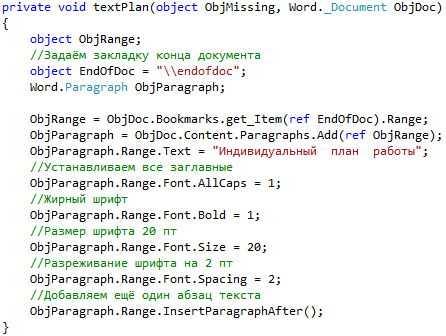 private void textPlan(object ObjMissing, Word._Document ObjDoc)
{
    object ObjRange;
    //Задаём закладку конца документа
    object EndOfDoc = "\\endofdoc";
    Word.Paragraph ObjParagraph;

    ObjRange = ObjDoc.Bookmarks.get_Item(ref EndOfDoc).Range;
    ObjParagraph = ObjDoc.Content.Paragraphs.Add(ref ObjRange);
    ObjParagraph.Range.Text = "Индивидуальный  план  работы";
    //Устанавливаем все заглавные
    ObjParagraph.Range.Font.AllCaps = 1;
    //Жирный шрифт
    ObjParagraph.Range.Font.Bold = 1;
    //Размер шрифта 20 пт
    ObjParagraph.Range.Font.Size = 20;
    //Разреживание шрифта на 2 пт
    ObjParagraph.Range.Font.Spacing = 2;
    //Добавляем ещё один абзац текста
    ObjParagraph.Range.InsertParagraphAfter();
}